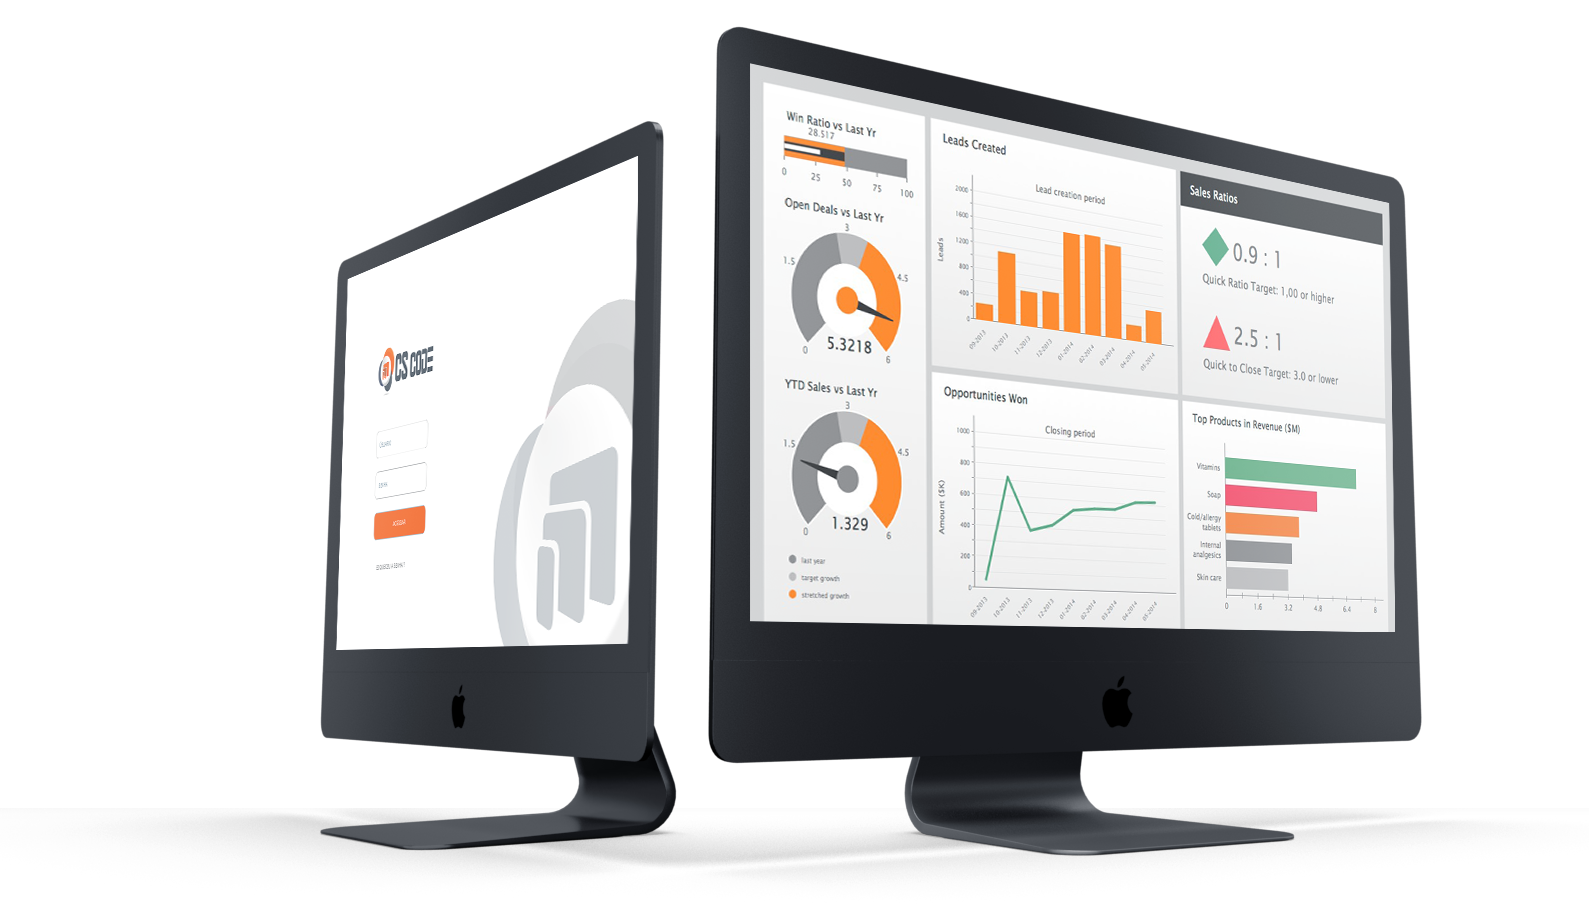 CS CODE
USUÁRIO
SENHA
ACESSAR
Win Ratio vs Last Yr
28.517
0 25 50 75 100
Open Deals vs Last Yr
3
1.5 4.5
5.3218
0 6
YTD Sales vs Last Yr
3
1.5 4.5
1.329
0 6
last year
target growth
stretched growth
Leads Created
Lead creation period
Leads
2000
1600
1200
800
400
0
09-2013 10-2013 11-2013 12-2013 01-2014 02-2014 03-2014 04-2014 05-2014
Opportunities Won
Closing period
Amount ($K)
1000
800
600
400
200
0
09-2013 10-2013 11-2013 12-2013 01-2014 02-2014 03-2014 04-2014 05-2014
Sales Ratios
0.9 : 1
Quick Ratio Target: 1,00 or higher
2.5 : 1
Quick to Close Target: 3.0 or lower
Top Products in Revenue ($M)
Vitamins
Soap
Cold/allergy
tablets
Internal
analgesics
Skin care
0 1.6 3.2 4.8 6.4 8